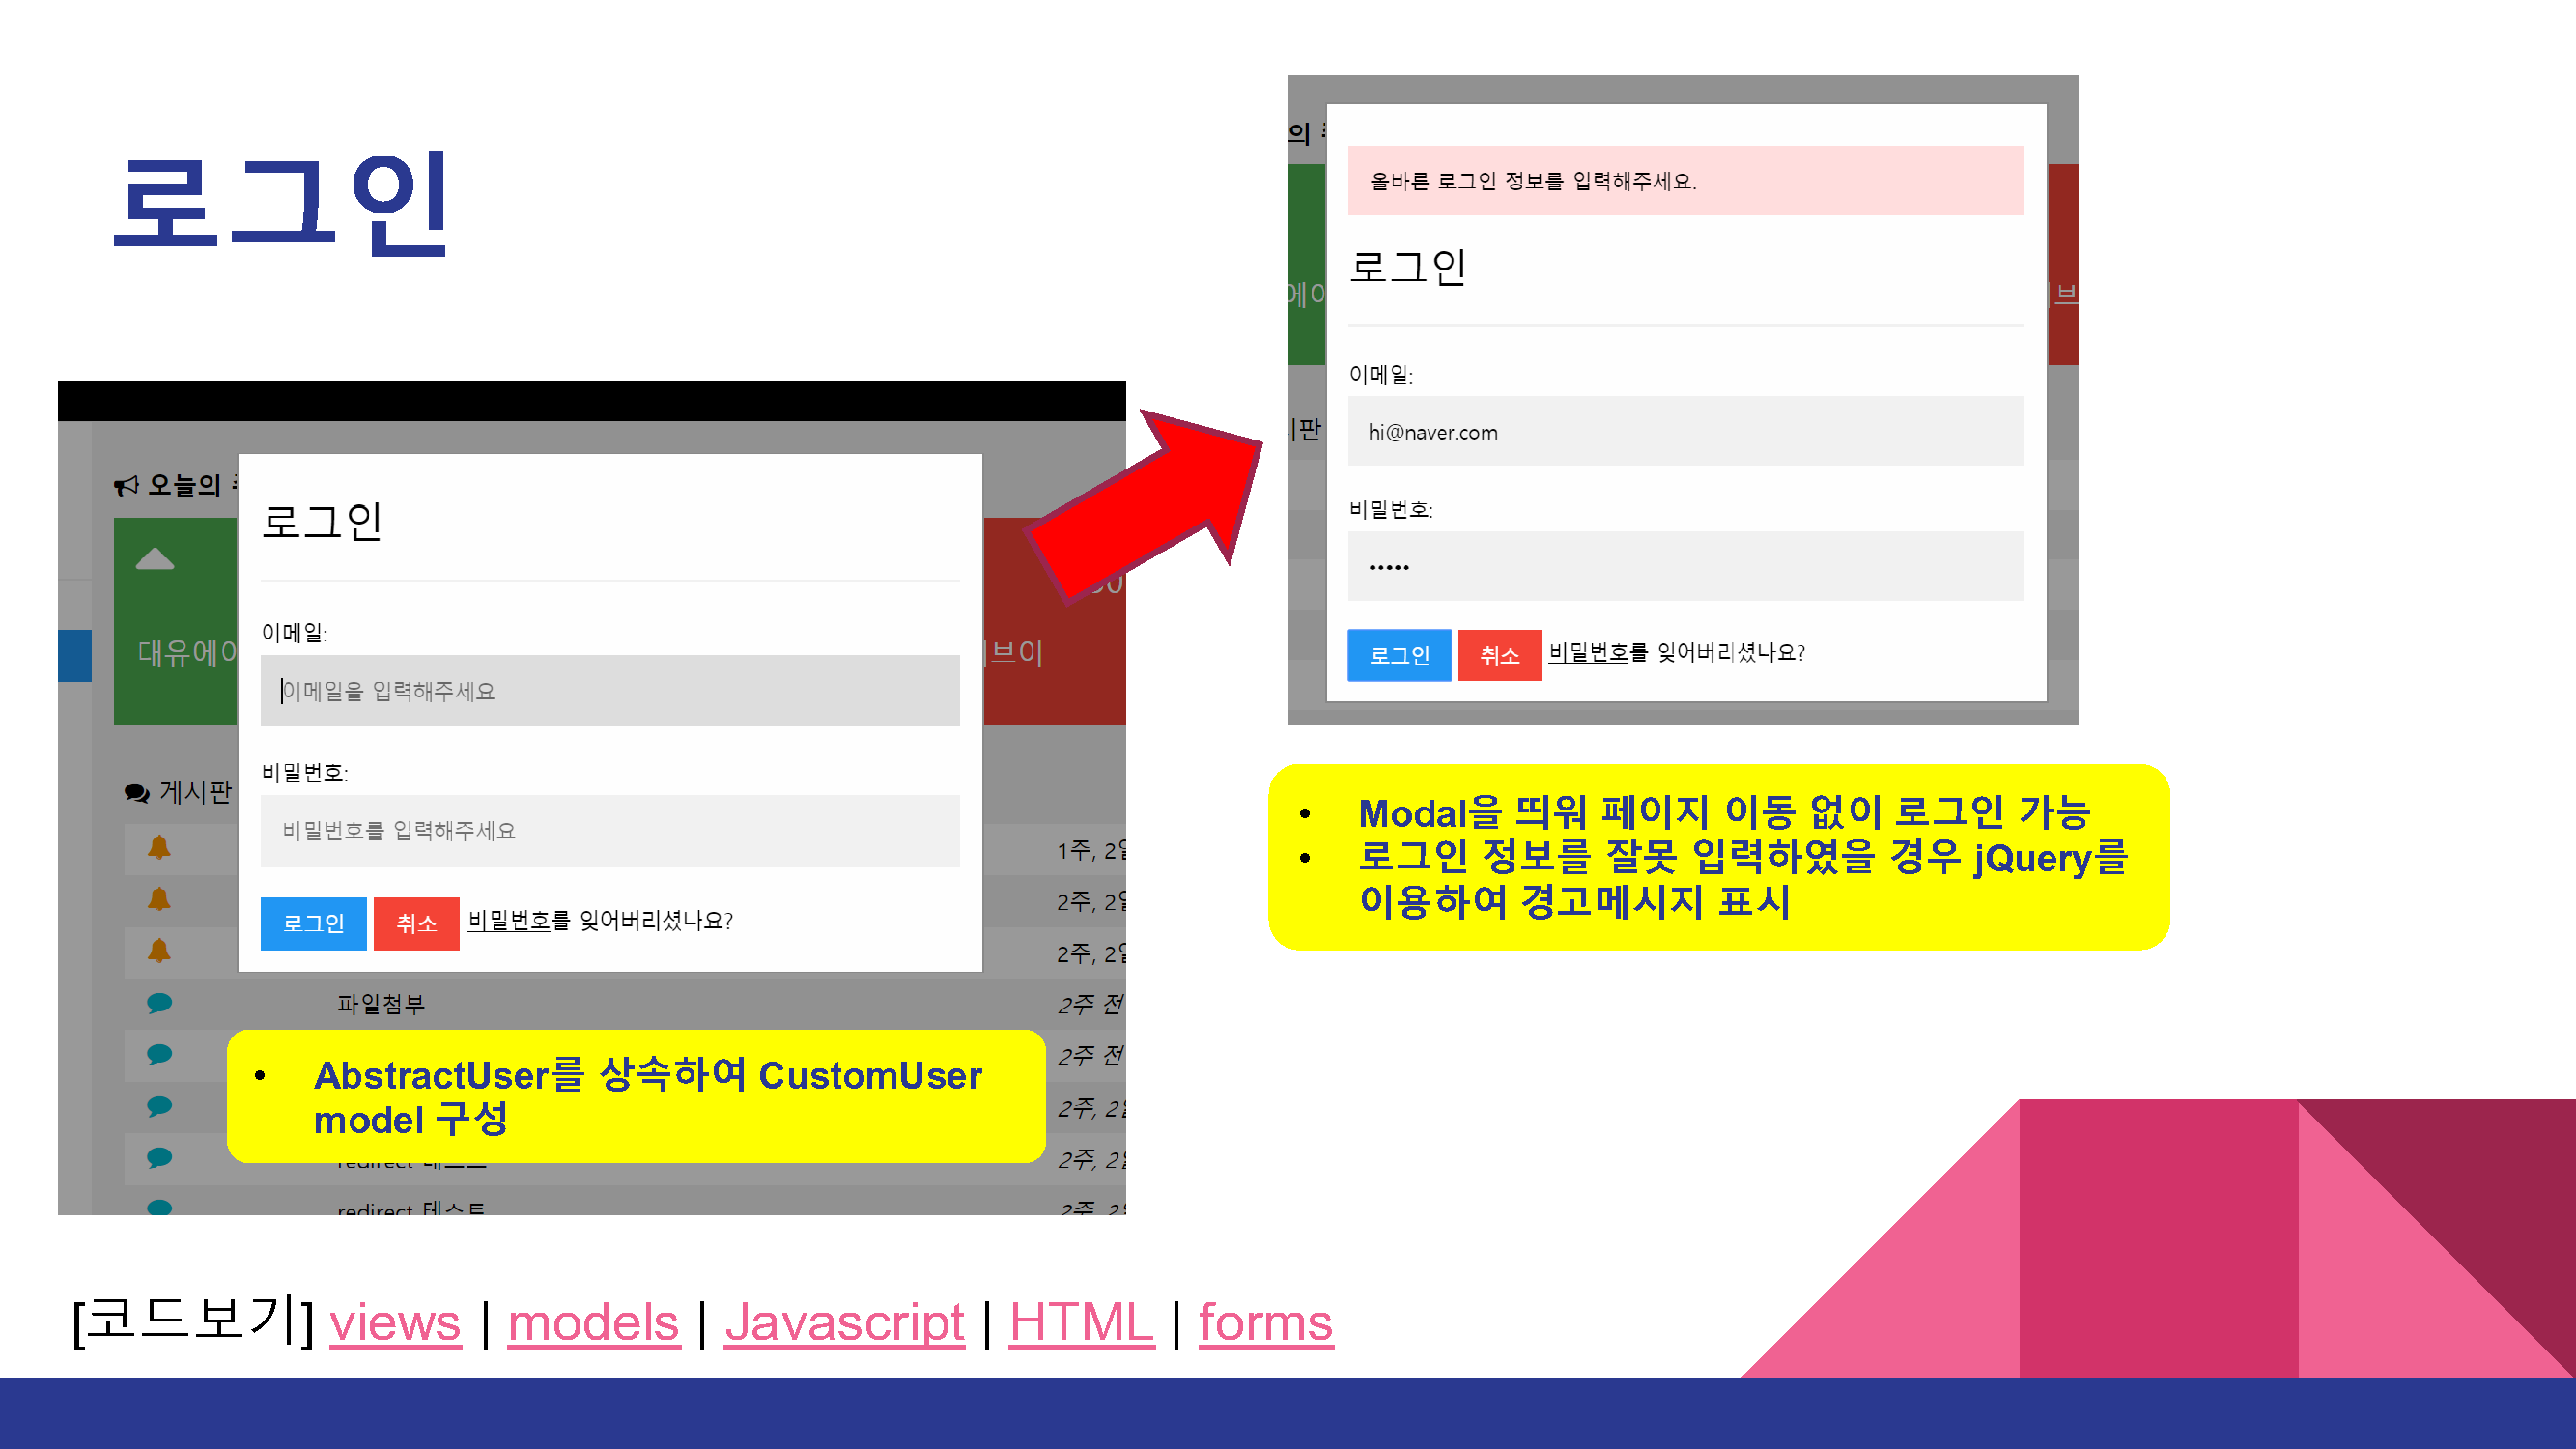 로그인
오늘의
대유에이
브이
게시판
로그인
이메일:
이메일을 입력해주세요
비밀번호:
비밀번호를 입력해주세요
로그인 취소 비밀번호를 잊어버리셨나요?
1주, 2일
2주, 2일
2주, 2일
파일첨부 2주 전
2주 전
2주, 2일
2주, 2일
redirect 테스트
• AbstractUser를 상속하여 CustomUser
model 구성
의
에이
브
시판
올바른 로그인 정보를 입력해주세요.
로그인
이메일:
hi@naver.com
비밀번호:
•••••
로그인 취소 비밀번호를 잊어버리셨나요?
• Modal을 띄워 페이지 이동 없이 로그인 가능
• 로그인 정보를 잘못 입력하였을 경우 jQuery를
이용하여 경고메시지 표시
[코드보기] views | models | Javascript | HTML | forms